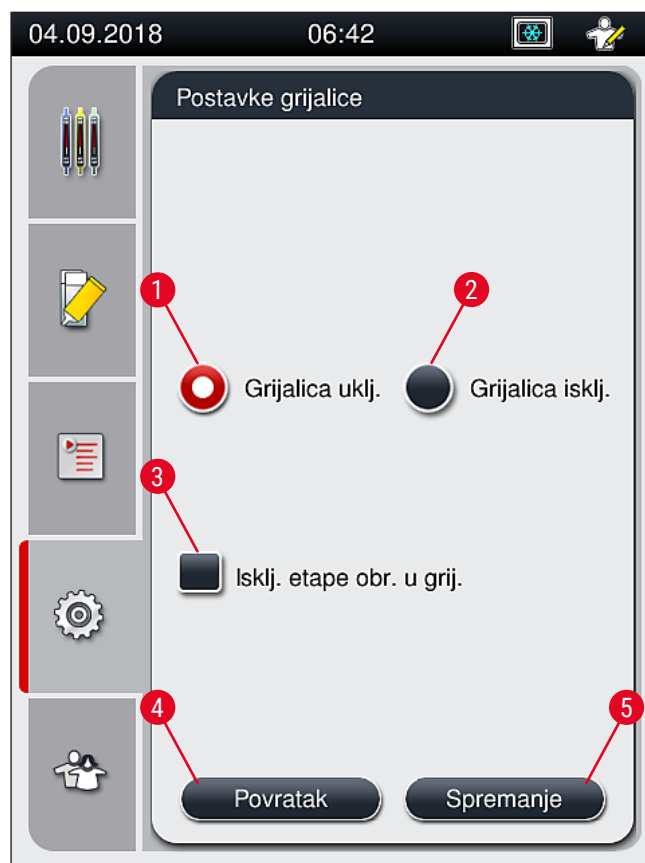 04.09.2018 06:42
Postavke grijalice
1 2
Grijalica uklj. Grijalica isklj.
3
Isklj. etape obr. u grij.
4 5
Povratak Spremanje